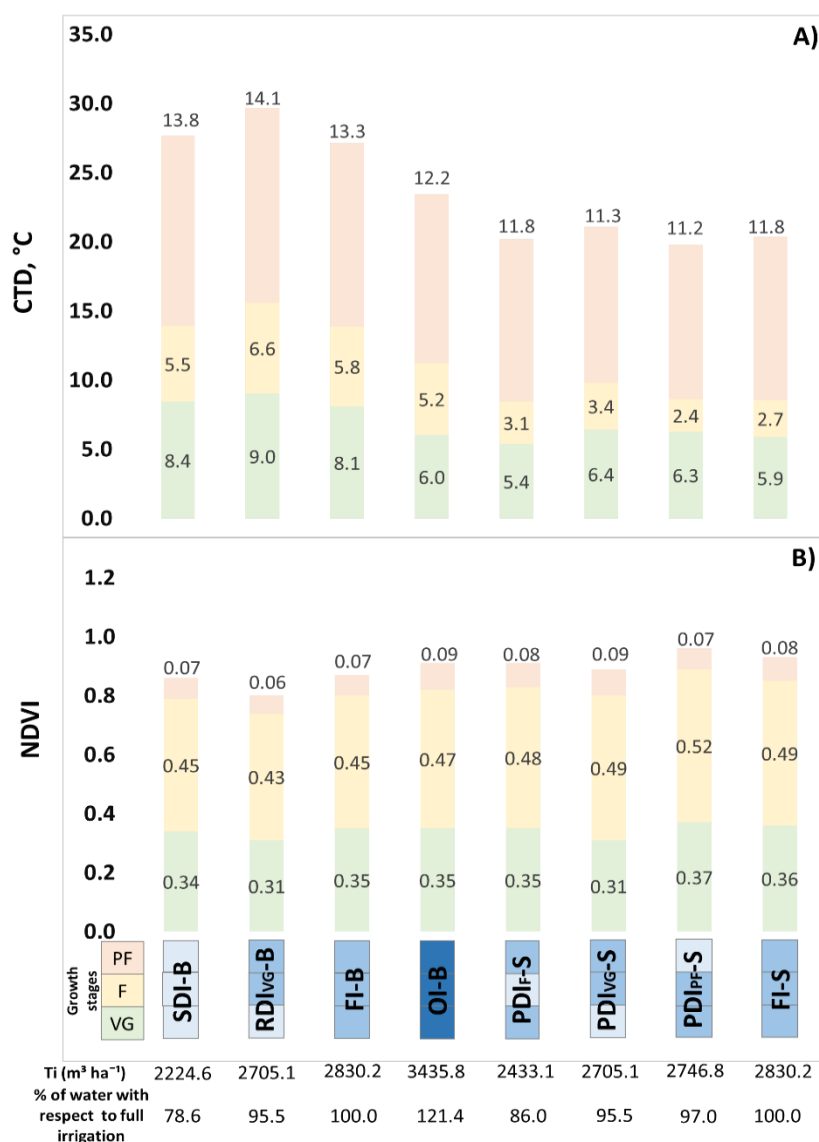 A)
35.0
30.0
25.0
20.0
15.0
10.0
5.0
0.0
CTD, °C
13.8 14.1 13.3 12.2 11.8 11.3 11.2 11.8
5.5 6.6 5.8 5.2 3.1 3.4 2.4 2.7
8.4 9.0 8.1 6.0 5.4 6.4 6.3 5.9
B)
1.2
1.0
0.8
0.6
0.4
0.2
0.0
NDVI
0.07 0.06 0.07 0.09 0.08 0.09 0.07 0.08
0.45 0.43 0.45 0.47 0.48 0.49 0.52 0.49
0.34 0.31 0.35 0.35 0.35 0.31 0.37 0.36
Growth
stages
PF
F
VG
SDI-B
RDIVG-B
FI-B
OI-B
PDIF-S
PDIVG-S
PDIPF-S
FI-S
Ti (m³ ha⁻¹) 2224.6 2705.1 2830.2 3435.8 2433.1 2705.1 2746.8 2830.2
% of water with
respect to full
irrigation
78.6 95.5 100.0 121.4 86.0 95.5 97.0 100.0